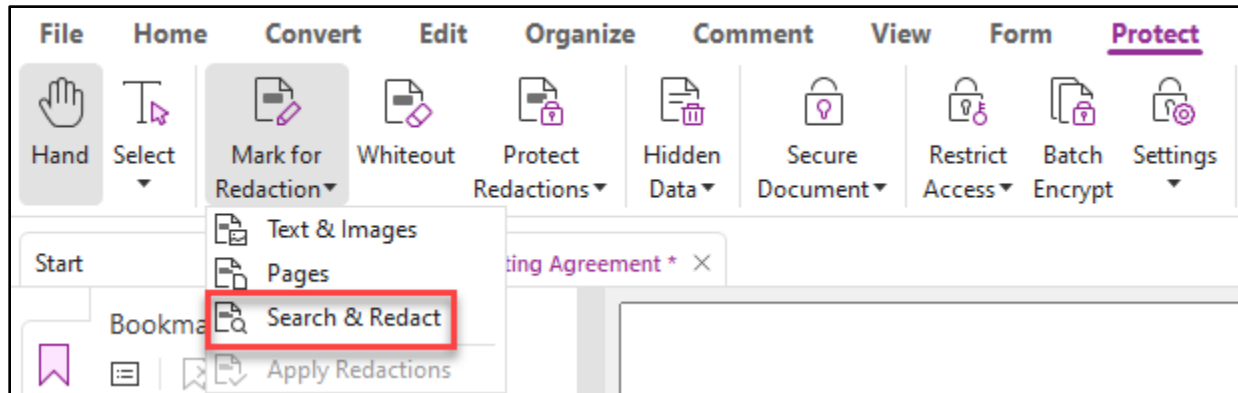 File Home Convert Edit Organize Comment View Form Protect
Hand Select Mark for Redaction Whiteout Protect Redactions Hidden Data Secure Document Restrict Access Batch Encrypt Settings
Text & Images
Start ting Agreement *
Pages
Search & Redact
Apply Redactions